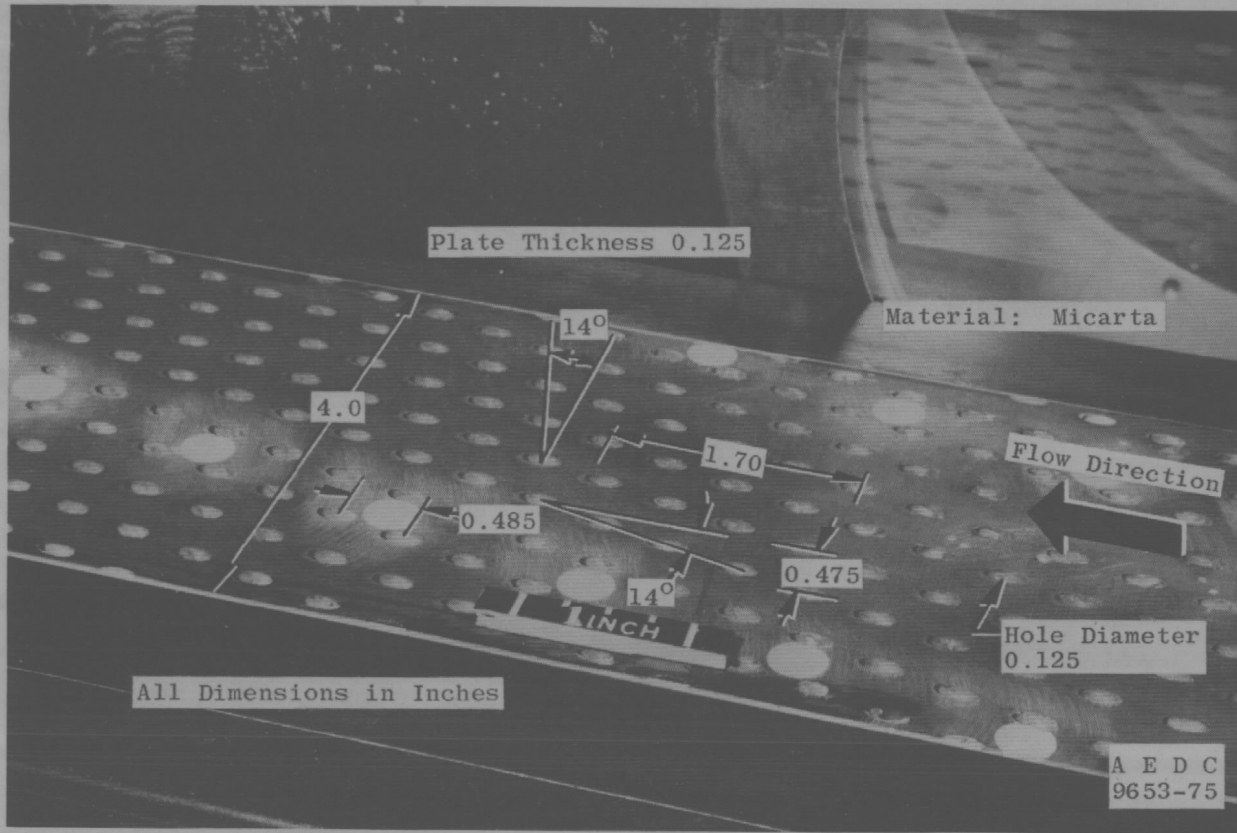 Plate Thickness 0.125
14°
Material: Micarta
4.0
1.70
Flow Direction
0.485
0.475
14°
1 INCH
Hole Diameter
0.125
All Dimensions in Inches
A E D C
9653-75